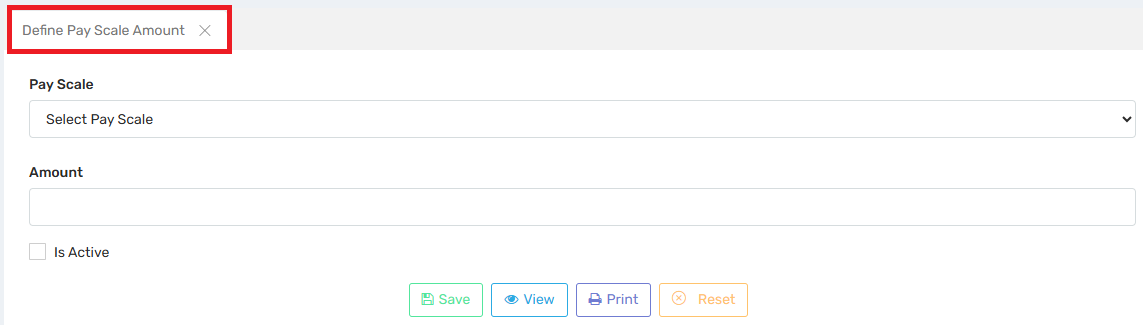 Define Pay Scale Amount
Pay Scale
Select Pay Scale
Amount
Is Active
Save View Print Reset